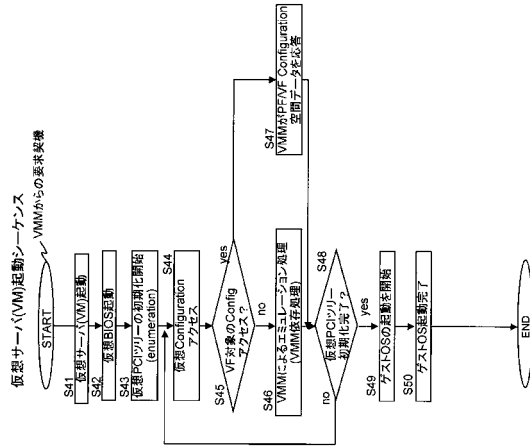 仮想サーバ(VM)起動シーケンス
START
VMMからの要求契機
S41
仮想サーバ(VM)起動
S42
仮想BIOS起動
S43
仮想PCIツリーの初期化開始
(enumeration)
S44
仮想Configuration
アクセス
S45
VF対象のConfig
アクセス?
yes
no
S46
VMMによるエミュレーション処理
(VMM依存処理)
S47
VMMがPF/VF Configuration
空間データを応答
S48
仮想PCIツリー
初期化完了?
no
yes
S49
ゲストOSの起動を開始
S50
ゲストOS起動完了
END